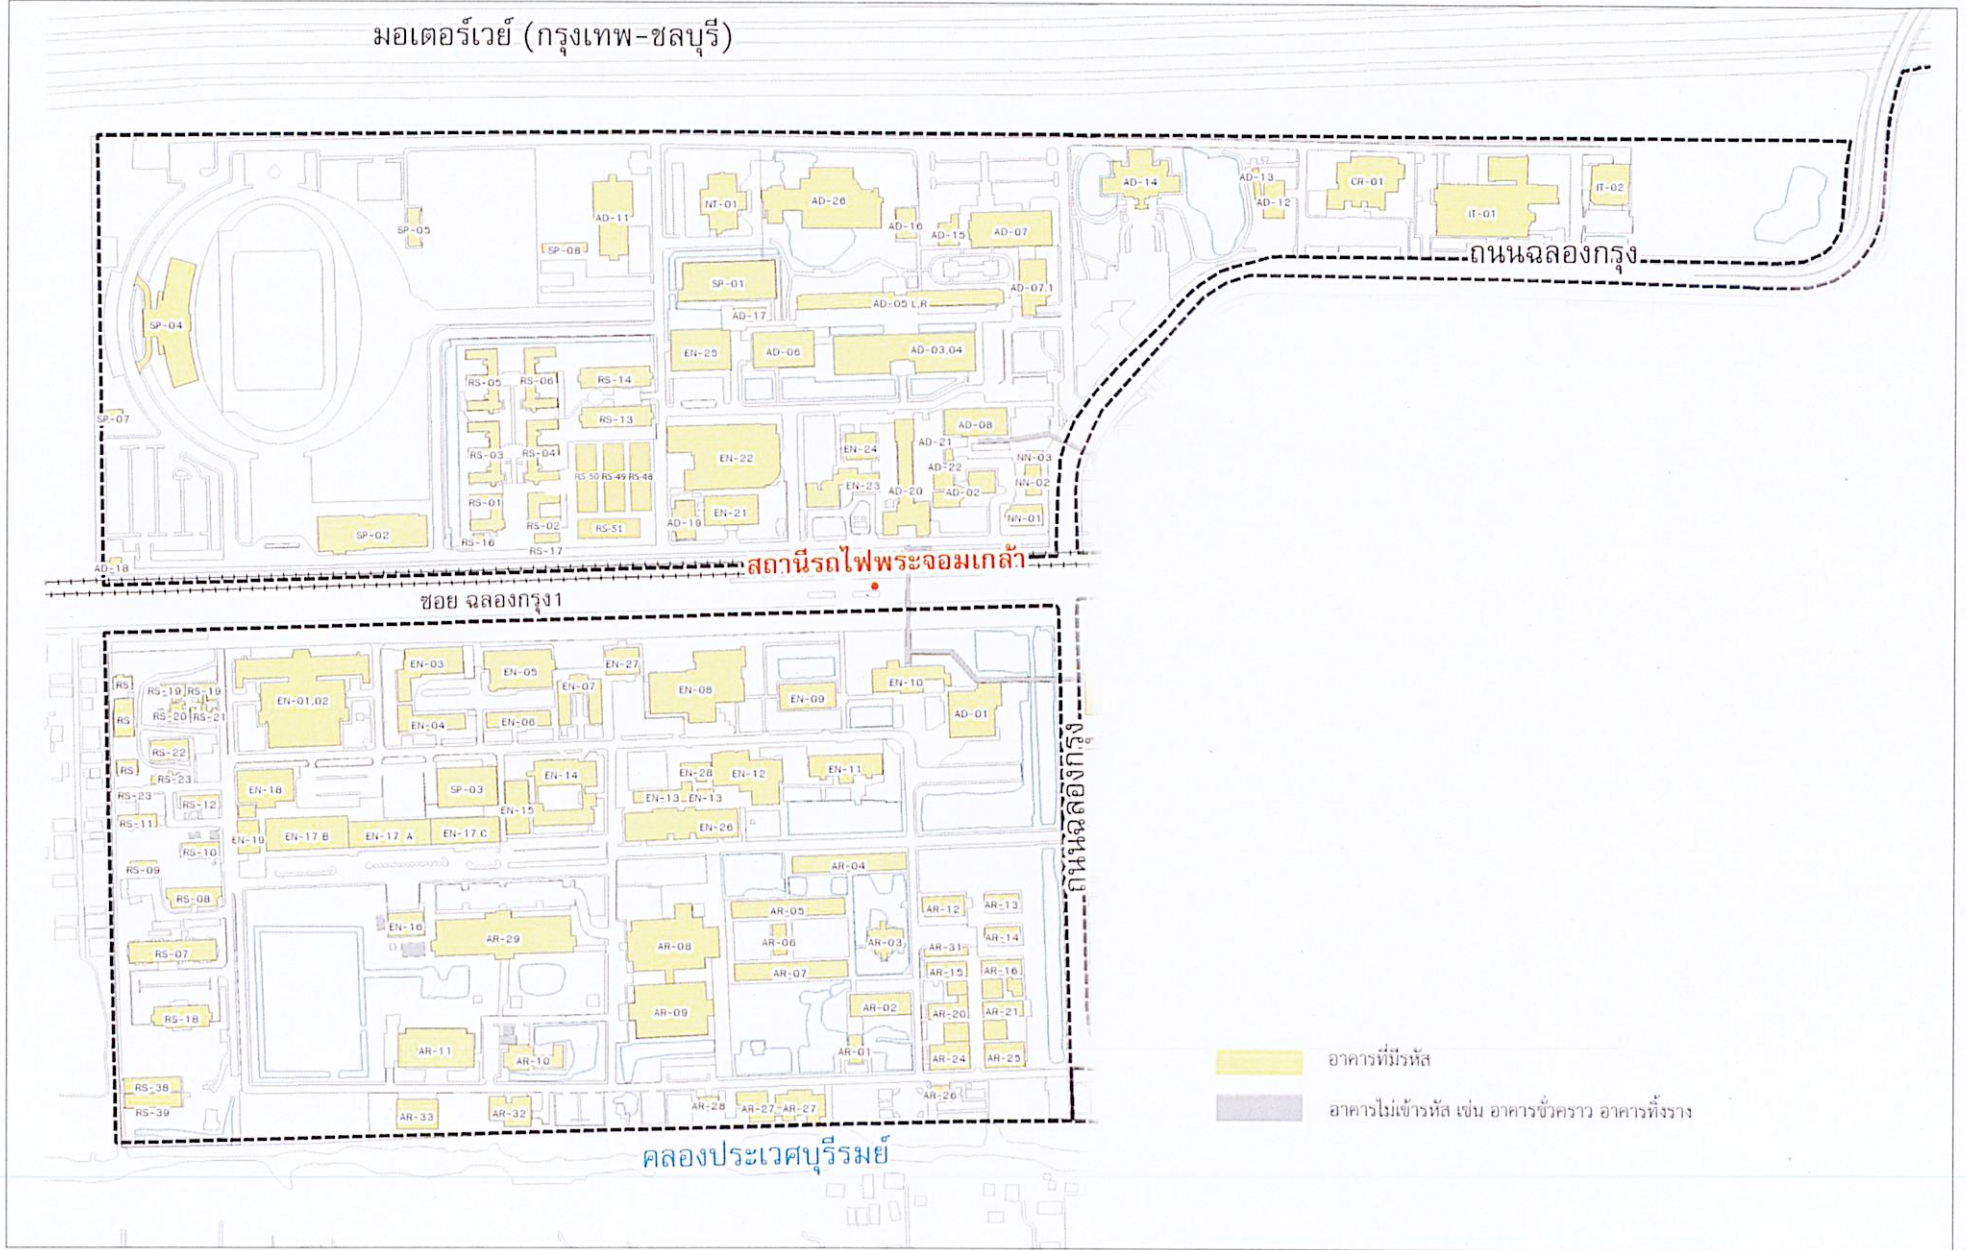 มอเตอร์เวย์ (กรุงเทพ-ชลบุรี)
AD-14
AD-13
AD-12
CR-01
IT-01
IT-02
NT-01
AD-26
AD-11
SP-05
SP-08
AD-16
AD-15
AD-07
ถนนฉลองกรุง
SP-01
AD-07.1
AD-05 L,R
AD-17
SP-04
EN-25
AD-06
AD-03,04
RS-05
RS-06
RS-14
RS-13
SP-07
AD-08
AD-21
EN-24
RS-03
RS-04
EN-22
NN-03
AD-22
RS-50
RS-49
RS-48
EN-23
AD-20
AD-02
NN-02
RS-01
RS-02
EN-21
AD-19
NN-01
RS-51
SP-02
RS-16
RS-17
AD-18
สถานีรถไฟพระจอมเกล้า
ซอย ฉลองกรุง1
EN-03
EN-05
EN-27
EN-07
EN-08
EN-09
EN-10
AD-01
RS
RS-19
RS-19
EN-01,02
RS
RS-20
RS-21
EN-04
EN-06
ถนนฉลองกรุง
RS-22
RS
RS-23
EN-18
SP-03
EN-14
EN-28
EN-12
EN-11
RS-23
RS-12
EN-15
EN-13
EN-13
RS-11
EN-19
EN-17 B
EN-17 A
EN-17 C
EN-26
RS-10
RS-09
AR-04
RS-08
EN-16
AR-29
AR-08
AR-05
AR-06
AR-03
AR-12
AR-13
AR-14
AR-31
RS-07
AR-07
AR-15
AR-16
RS-18
AR-09
AR-02
AR-20
AR-21
AR-11
AR-10
AR-01
AR-24
AR-25
RS-38
RS-39
AR-33
AR-32
AR-28
AR-27
AR-27
AR-26
คลองประเวศบุรีรมย์
อาคารที่มีรหัส
อาคารไม่เข้ารหัส เช่น อาคารชั่วคราว อาคารทิ้งราง